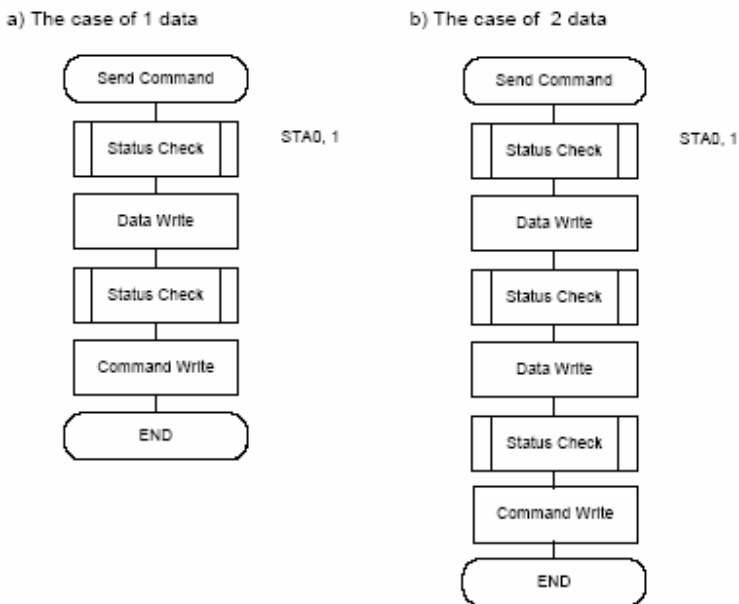 a) The case of 1 data
Send Command
Status Check
STA0, 1
Data Write
Status Check
Command Write
END
b) The case of 2 data
Send Command
Status Check
STA0, 1
Data Write
Status Check
Data Write
Status Check
Command Write
END